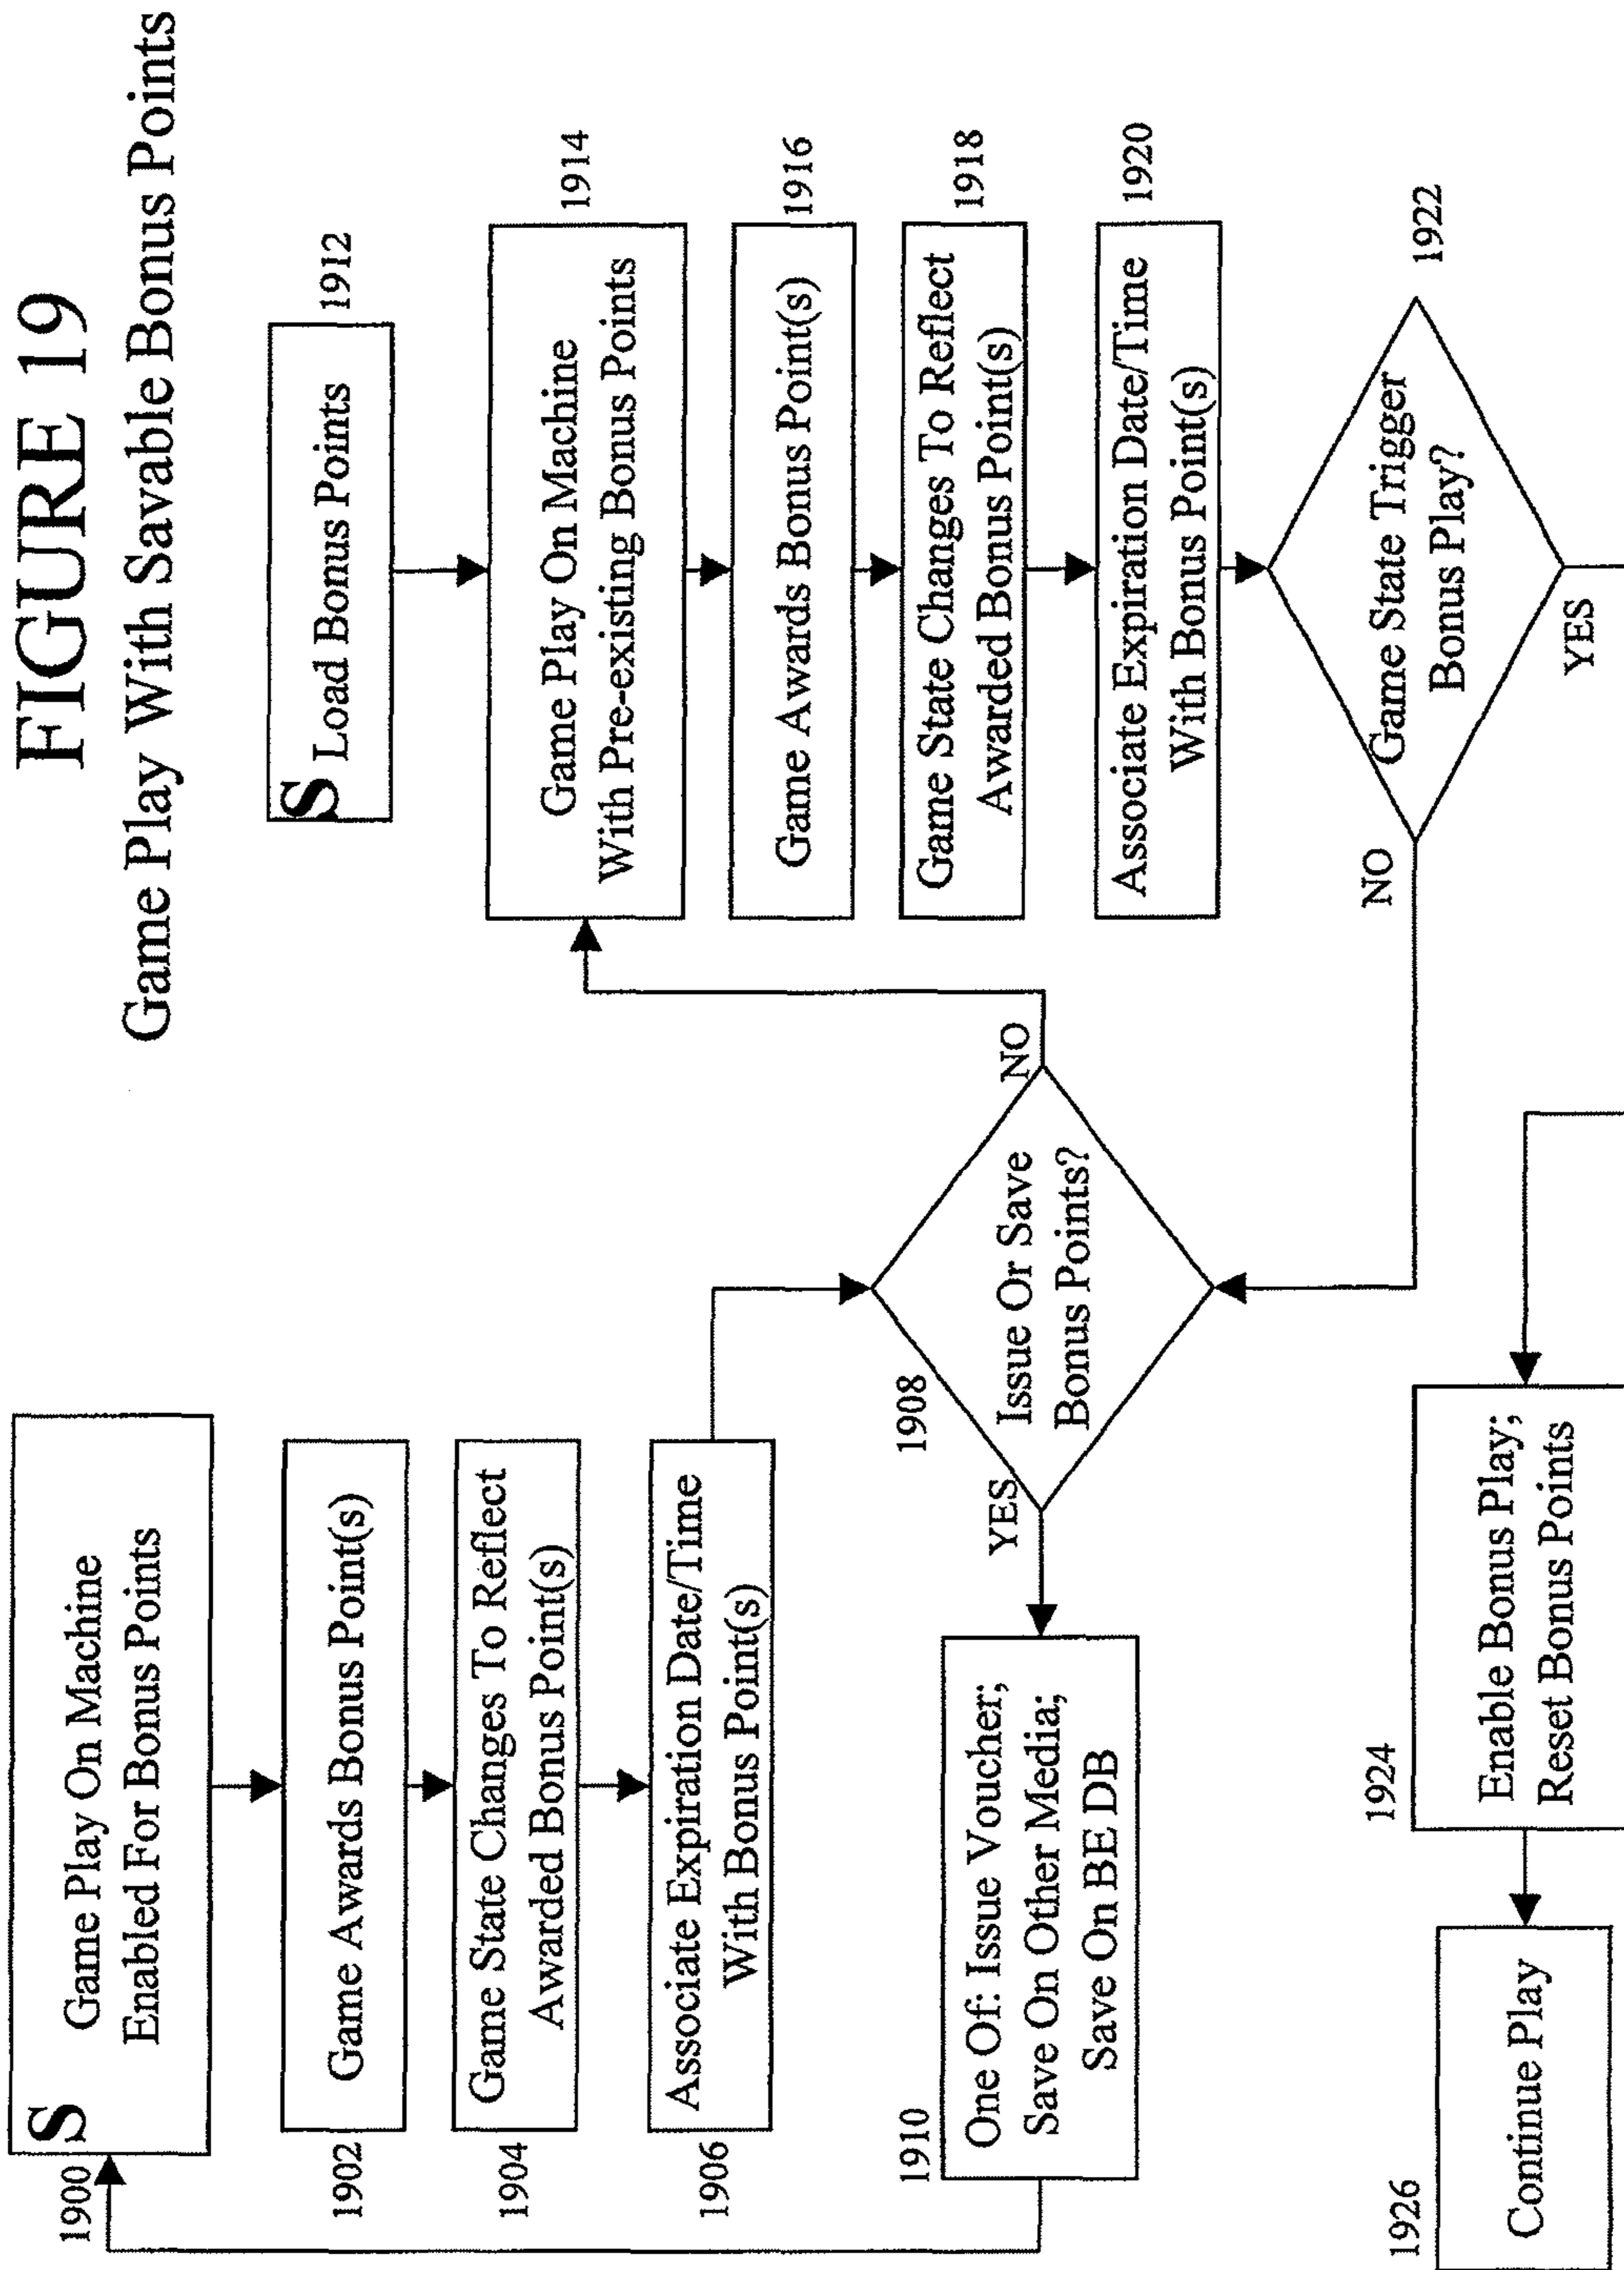 FIGURE 19
Game Play With Savable Bonus Points
1900
S
Game Play On Machine
Enabled For Bonus Points
1902
Game Awards Bonus Point(s)
1904
Game State Changes To Reflect
Awarded Bonus Point(s)
1906
Associate Expiration Date/Time
With Bonus Point(s)
1908
Issue Or Save
Bonus Points?
YES
NO
1910
One Of: Issue Voucher;
Save On Other Media;
Save On BE DB
S Load Bonus Points
1912
Game Play On Machine
With Pre-existing Bonus Points
1914
Game Awards Bonus Point(s)
1916
Game State Changes To Reflect
Awarded Bonus Point(s)
1918
Associate Expiration Date/Time
With Bonus Point(s)
1920
Game State Trigger
Bonus Play?
1922
NO
YES
1924
Enable Bonus Play;
Reset Bonus Points
1926
Continue Play